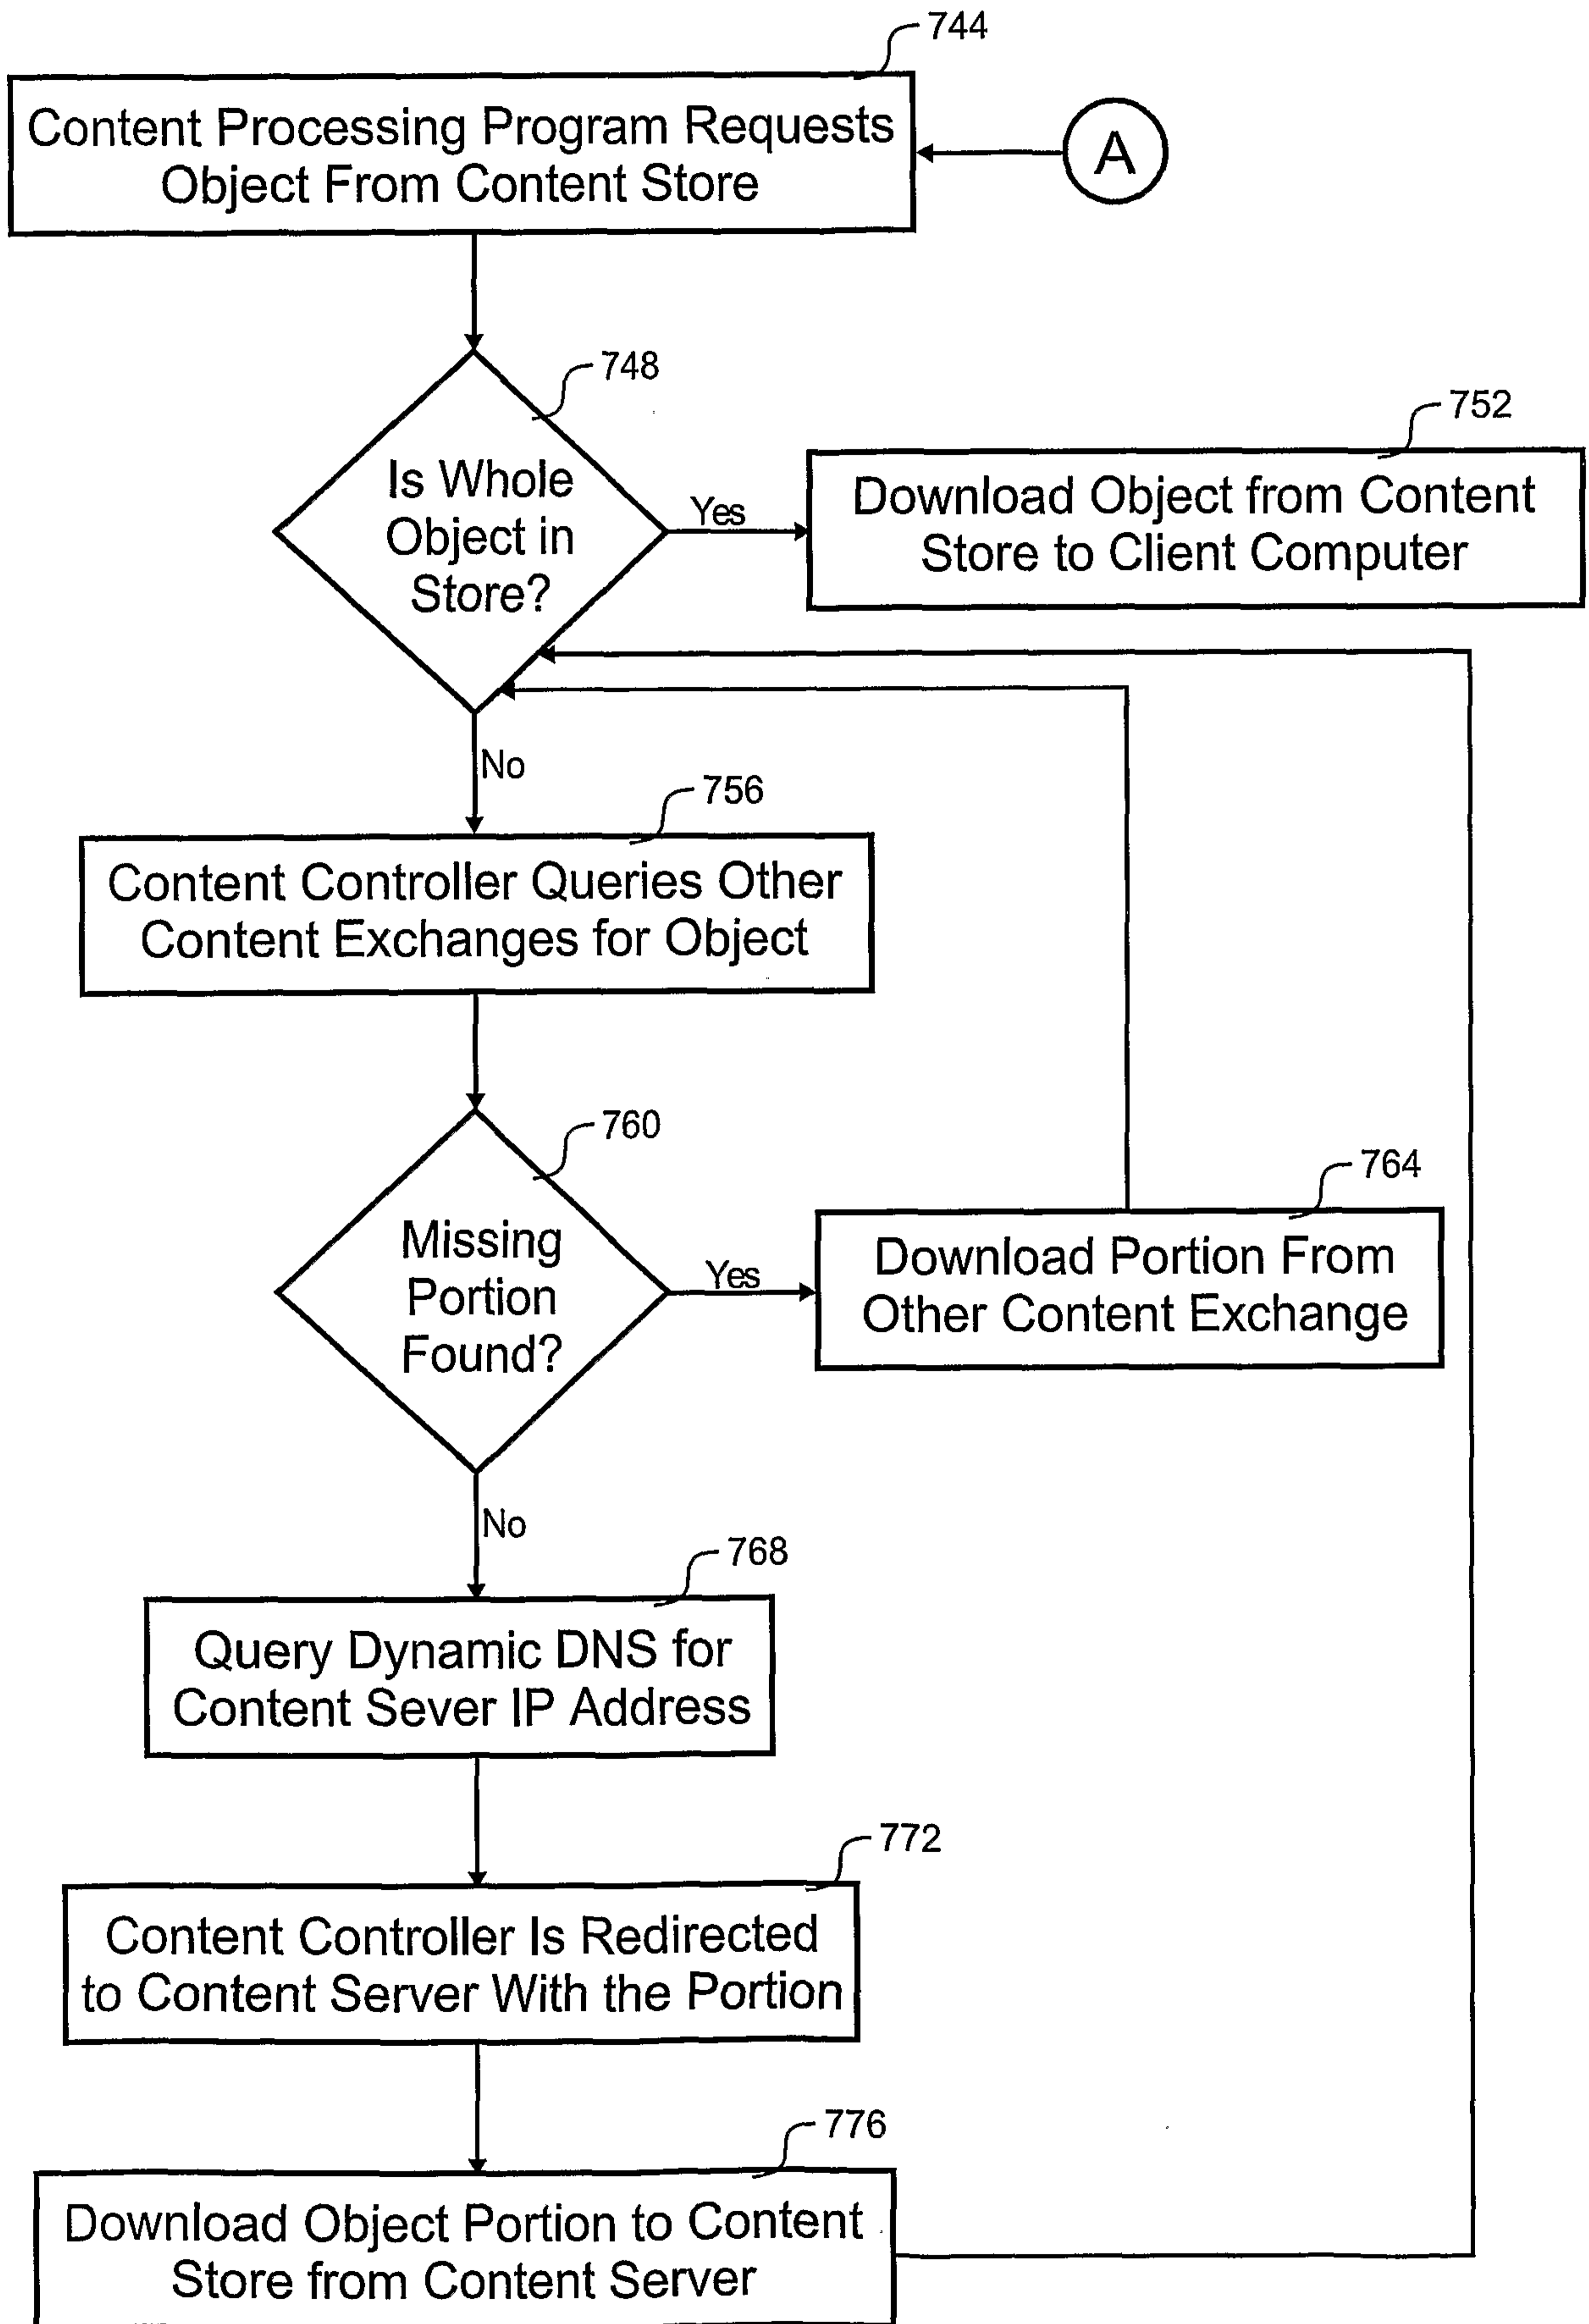 744
Content Processing Program Requests
Object From Content Store
A
748
Is Whole
Object in
Store?
Yes
752
Download Object from Content
Store to Client Computer
No
756
Content Controller Queries Other
Content Exchanges for Object
760
Missing
Portion
Found?
Yes
764
Download Portion From
Other Content Exchange
No
768
Query Dynamic DNS for
Content Sever IP Address
772
Content Controller Is Redirected
to Content Server With the Portion
776
Download Object Portion to Content
Store from Content Server